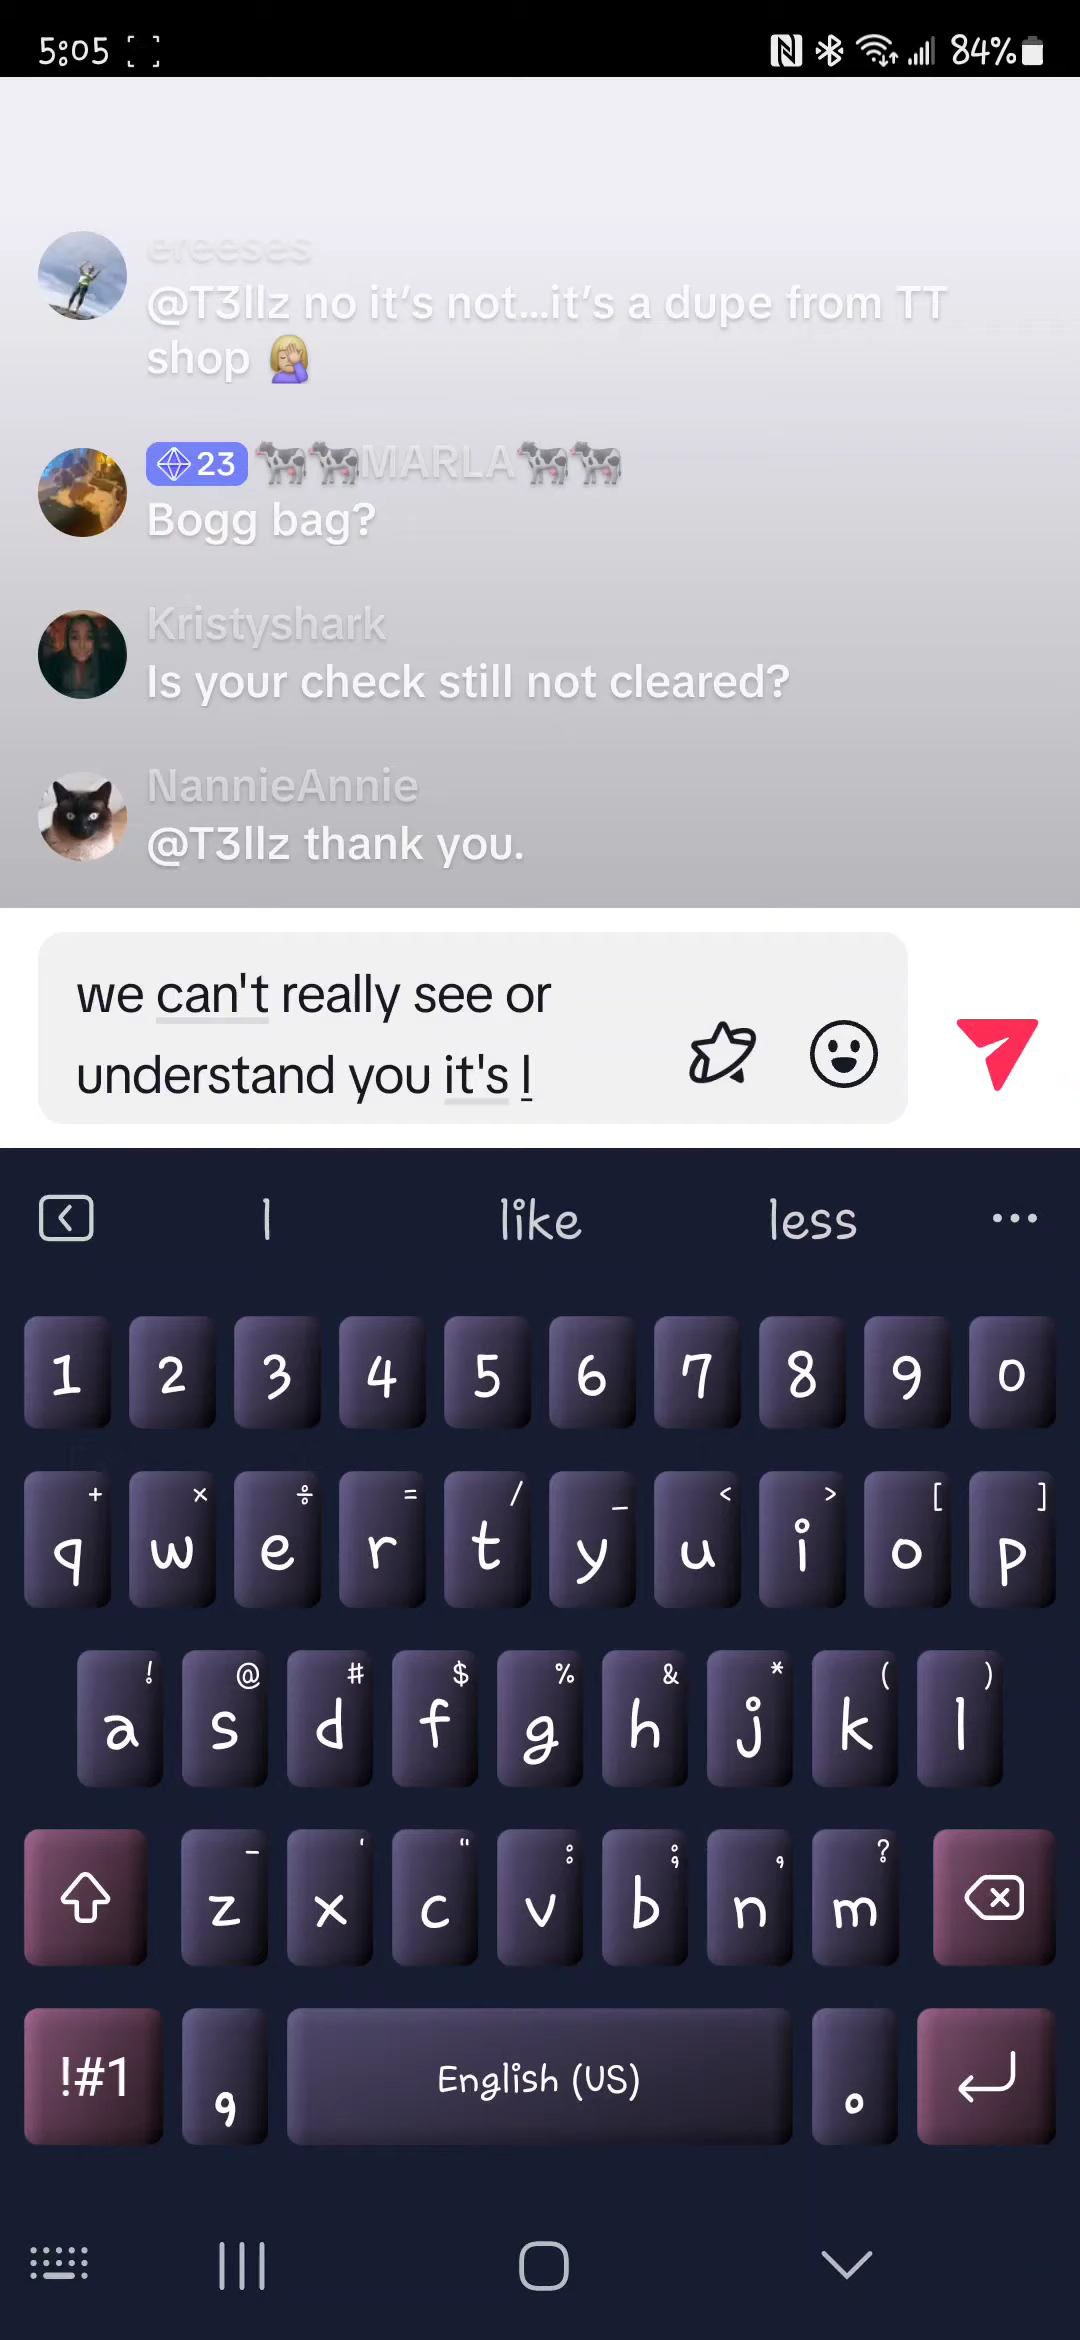 5:05 84%
ereeses
@T3llz no it's not...it's a dupe from TT
shop 🤦🏼‍♀️
23 🐄🐄MARLA🐄🐄
Bogg bag?
Kristyshark
Is your check still not cleared?
NannieAnnie
@T3llz thank you.
we can't really see or
understand you it's l
l like less ...
1 2 3 4 5 6 7 8 9 0
+ × ÷ = / _ < > [ ]
q w e r t y u i o p
! @ # $ % & * ( )
a s d f g h j k l
- ' " : ; , ?
z x c v b n m
!#1 , English (US) .